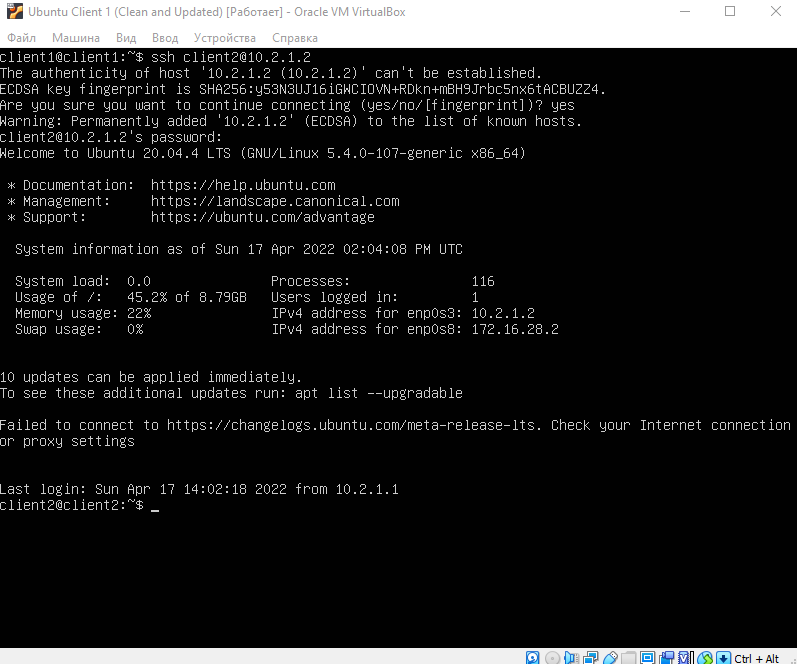 Ubuntu Client 1 (Clean and Updated) [Работает] - Oracle VM VirtualBox
Файл Машина Вид Ввод Устройства Справка
client1@client1:~$ ssh client2@10.2.1.2
The authenticity of host '10.2.1.2 (10.2.1.2)' can't be established.
ECDSA key fingerprint is SHA256:y53N3UJ16iGWCIOVN+RDkn+mBH9Jrbc5nx6tACBUZZ4.
Are you sure you want to continue connecting (yes/no/[fingerprint])? yes
Warning: Permanently added '10.2.1.2' (ECDSA) to the list of known hosts.
client2@10.2.1.2's password:
Welcome to Ubuntu 20.04.4 LTS (GNU/Linux 5.4.0-107-generic x86_64)
* Documentation: https://help.ubuntu.com
* Management: https://landscape.canonical.com
* Support: https://ubuntu.com/advantage
System information as of Sun 17 Apr 2022 02:04:08 PM UTC
System load: 0.0 Processes: 116
Usage of /: 45.2% of 8.79GB Users logged in: 1
Memory usage: 22% IPv4 address for enp0s3: 10.2.1.2
Swap usage: 0% IPv4 address for enp0s8: 172.16.28.2
10 updates can be applied immediately.
To see these additional updates run: apt list --upgradable
Failed to connect to https://changelogs.ubuntu.com/meta-release-lts. Check your Internet connection
or proxy settings
Last login: Sun Apr 17 14:02:18 2022 from 10.2.1.1
client2@client2:~$ _
Ctrl + Alt